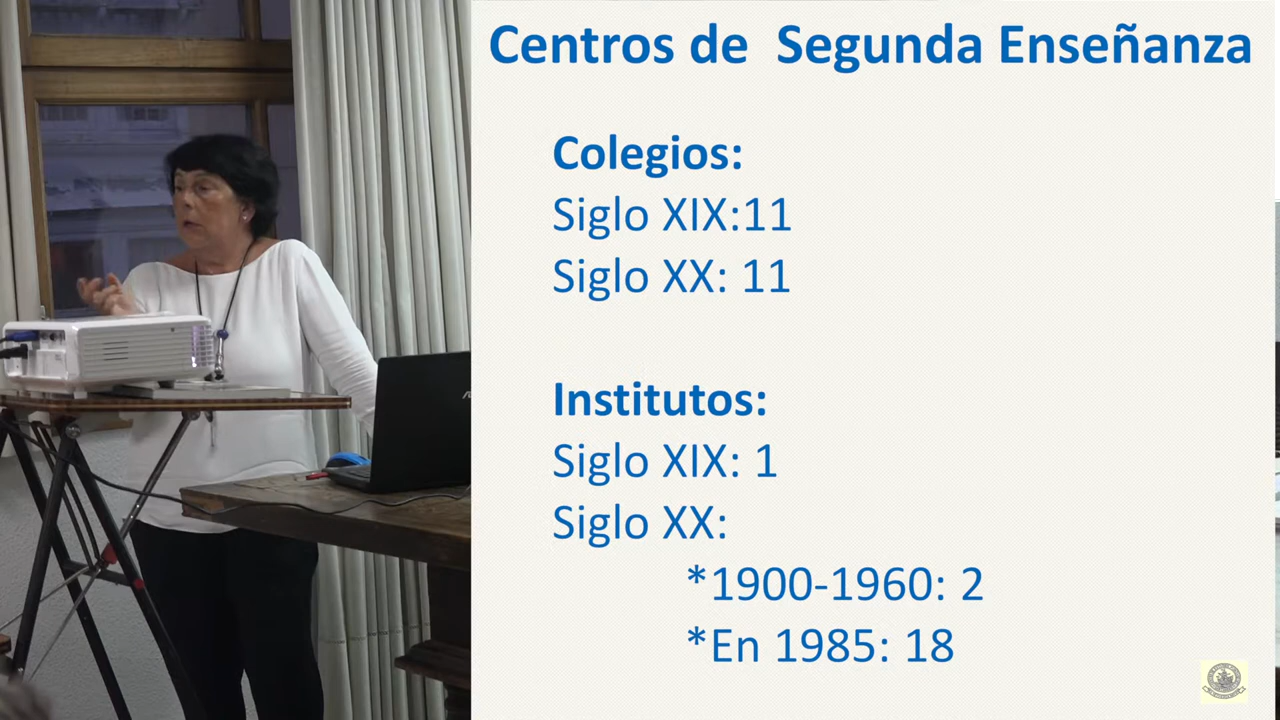 Centros de Segunda Enseñanza
Colegios:
Siglo XIX:11
Siglo XX: 11
Institutos:
Siglo XIX: 1
Siglo XX:
*1900-1960: 2
*En 1985: 18